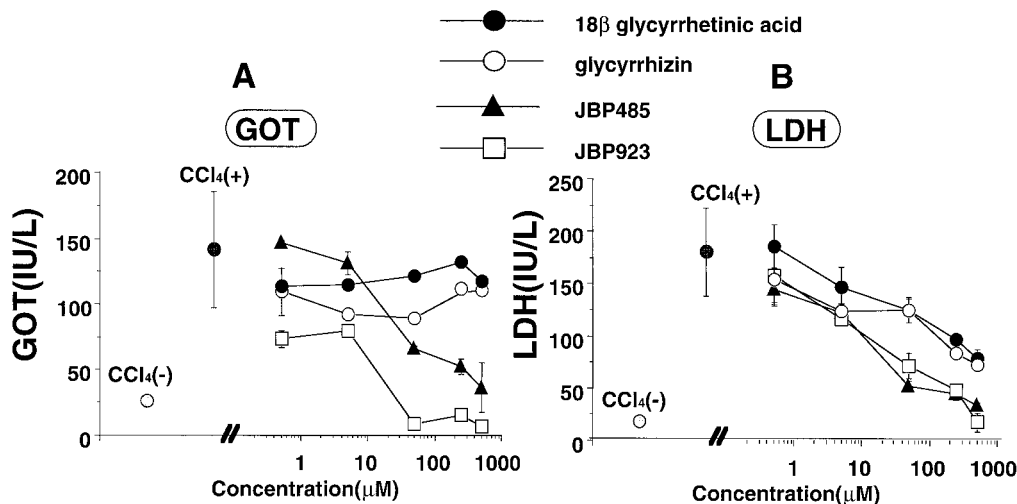 18β glycyrrhetinic acid
glycyrrhizin
JBP485
JBP923
A
GOT
GOT(IU/L)
200
150
100
50
0
CCl₄(+)
CCl₄(-)
1
10
100
1000
Concentration(μM)
B
LDH
LDH(IU/L)
250
200
150
100
50
0
CCl₄(+)
CCl₄(-)
1
10
100
1000
Concentration(μM)